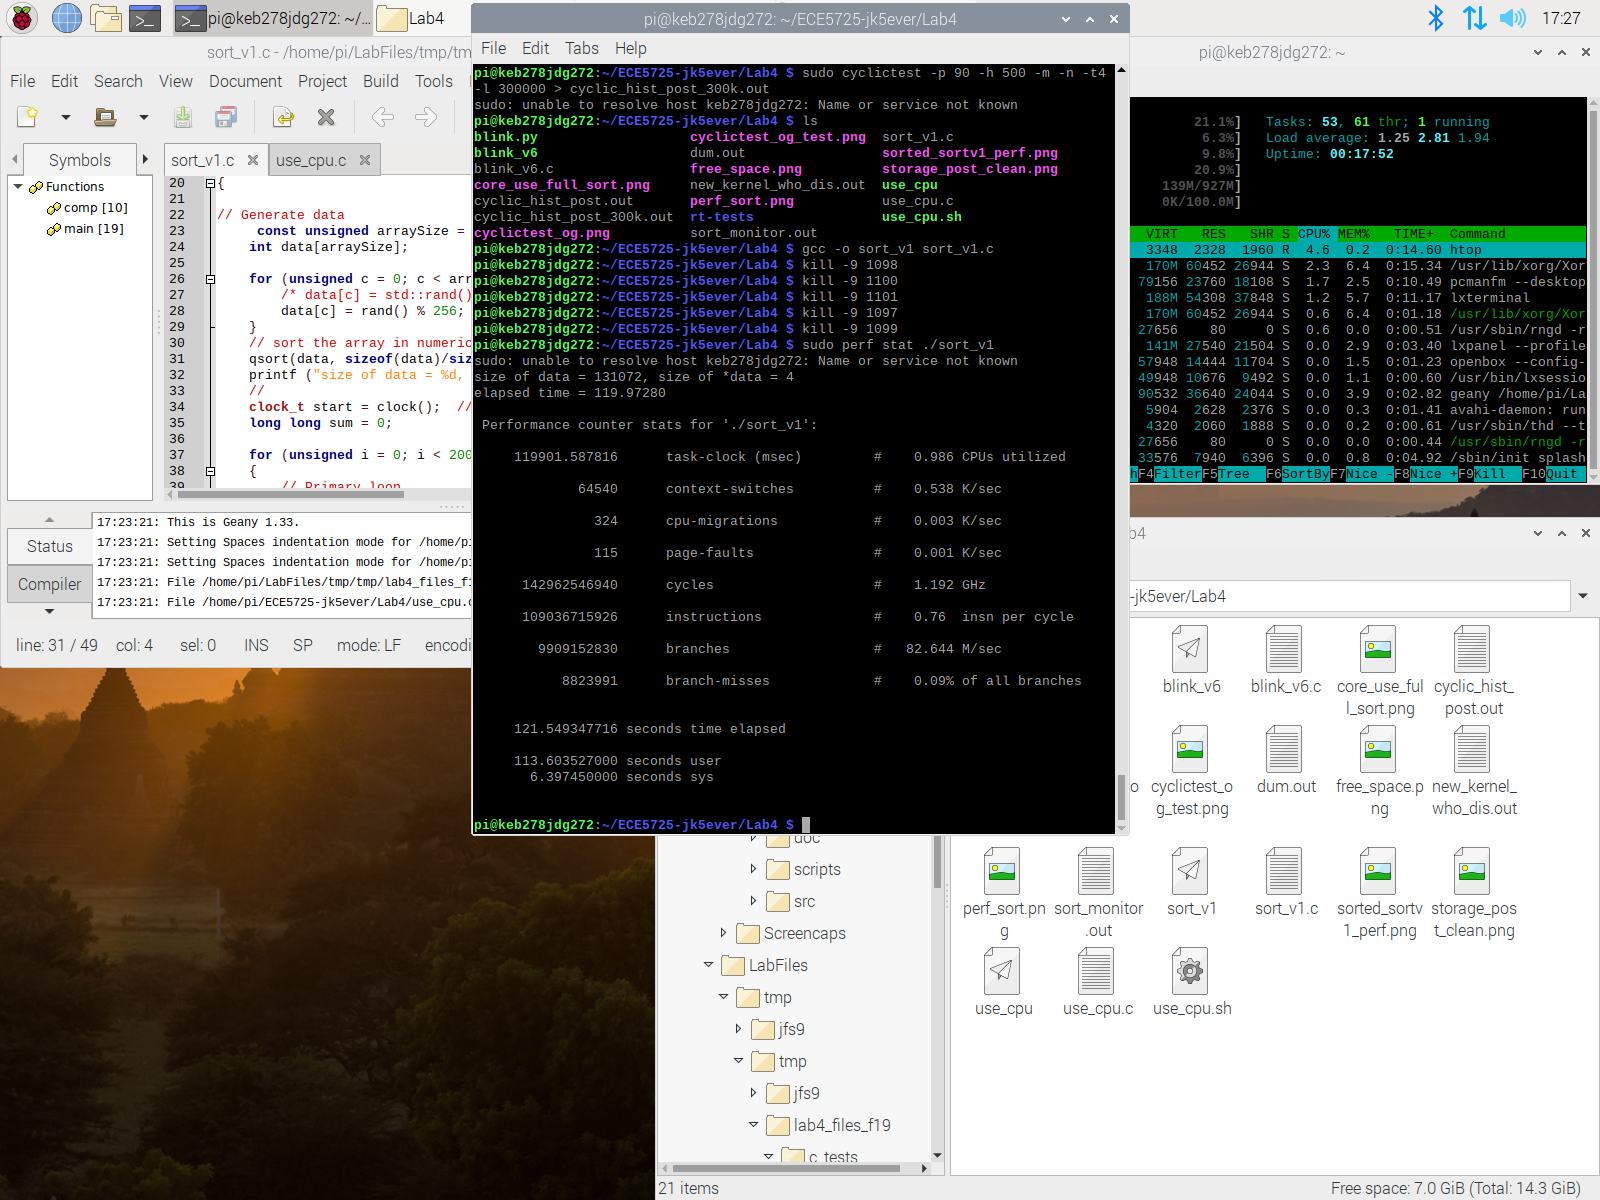 pi@keb278jdg272: ~/...
Lab4
17:27
sort_v1.c - /home/pi/LabFiles/tmp/tm
File Edit Search View Document Project Build Tools
Symbols
sort_v1.c
use_cpu.c
Functions
comp [10]
main [19]
20 {
21
22 // Generate data
23 const unsigned arraySize =
24 int data[arraySize];
25
26 for (unsigned c = 0; c < arr
27 /* data[c] = std::rand()
28 data[c] = rand() % 256;
29 }
30 // sort the array in numeric
31 qsort(data, sizeof(data)/siz
32 printf ("size of data = %d,
33 //
34 clock_t start = clock(); //
35 long long sum = 0;
36
37 for (unsigned i = 0; i < 200
38 {
39 // Primary loop
Status
Compiler
17:23:21: This is Geany 1.33.
17:23:21: Setting Spaces indentation mode for /home/pi
17:23:21: Setting Spaces indentation mode for /home/pi
17:23:21: File /home/pi/LabFiles/tmp/tmp/lab4_files_f1
17:23:21: File /home/pi/ECE5725-jk5ever/Lab4/use_cpu.c
line: 31 / 49 col: 4 sel: 0 INS SP mode: LF encodi
pi@keb278jdg272: ~/ECE5725-jk5ever/Lab4
File Edit Tabs Help
pi@keb278jdg272:~/ECE5725-jk5ever/Lab4 $ sudo cyclictest -p 90 -h 500 -m -n -t4
-l 300000 > cyclic_hist_post_300k.out
sudo: unable to resolve host keb278jdg272: Name or service not known
pi@keb278jdg272:~/ECE5725-jk5ever/Lab4 $ ls
blink.py cyclictest_og_test.png sort_v1.c
blink_v6 dum.out sorted_sortv1_perf.png
blink_v6.c free_space.png storage_post_clean.png
core_use_full_sort.png new_kernel_who_dis.out use_cpu
cyclic_hist_post.out perf_sort.png use_cpu.c
cyclic_hist_post_300k.out rt-tests use_cpu.sh
cyclictest_og.png sort_monitor.out
pi@keb278jdg272:~/ECE5725-jk5ever/Lab4 $ gcc -o sort_v1 sort_v1.c
pi@keb278jdg272:~/ECE5725-jk5ever/Lab4 $ kill -9 1098
pi@keb278jdg272:~/ECE5725-jk5ever/Lab4 $ kill -9 1100
pi@keb278jdg272:~/ECE5725-jk5ever/Lab4 $ kill -9 1101
pi@keb278jdg272:~/ECE5725-jk5ever/Lab4 $ kill -9 1097
pi@keb278jdg272:~/ECE5725-jk5ever/Lab4 $ kill -9 1099
pi@keb278jdg272:~/ECE5725-jk5ever/Lab4 $ sudo perf stat ./sort_v1
sudo: unable to resolve host keb278jdg272: Name or service not known
size of data = 131072, size of *data = 4
elapsed time = 119.97280
Performance counter stats for './sort_v1':
119901.587816 task-clock (msec) # 0.986 CPUs utilized
64540 context-switches # 0.538 K/sec
324 cpu-migrations # 0.003 K/sec
115 page-faults # 0.001 K/sec
142962546940 cycles # 1.192 GHz
109036715926 instructions # 0.76 insn per cycle
9909152830 branches # 82.644 M/sec
8823991 branch-misses # 0.09% of all branches
121.549347716 seconds time elapsed
113.603527000 seconds user
6.397450000 seconds sys
pi@keb278jdg272:~/ECE5725-jk5ever/Lab4 $
pi@keb278jdg272: ~
21.1%] Tasks: 53, 61 thr; 1 running
6.3%] Load average: 1.25 2.81 1.94
9.8%] Uptime: 00:17:52
20.9%]
139M/927M]
0K/100.0M]
VIRT RES SHR S CPU% MEM% TIME+ Command
3348 2328 1960 R 4.6 0.2 0:14.60 htop
170M 60452 26944 S 2.3 6.4 0:15.34 /usr/lib/xorg/Xor
79156 23760 18108 S 1.7 2.5 0:10.49 pcmanfm --desktop
188M 54308 37848 S 1.2 5.7 0:11.17 lxterminal
170M 60452 26944 S 0.6 6.4 0:01.18 /usr/lib/xorg/Xor
27656 80 0 S 0.6 0.0 0:00.51 /usr/sbin/rngd -r
141M 27540 21504 S 0.0 2.9 0:03.40 lxpanel --profile
57948 14444 11704 S 0.0 1.5 0:01.23 openbox --config-
49948 10676 9492 S 0.0 1.1 0:00.60 /usr/bin/lxsessio
90532 36640 24044 S 0.0 3.9 0:02.82 geany /home/pi/La
5904 2628 2376 S 0.0 0.3 0:01.41 avahi-daemon: run
4320 2060 1888 S 0.0 0.2 0:00.61 /usr/sbin/thd --t
27656 80 0 S 0.0 0.0 0:00.44 /usr/sbin/rngd -r
33576 7940 6396 S 0.0 0.8 0:04.92 /sbin/init splash
hF4FilterF5Tree F6SortByF7Nice -F8Nice +F9Kill F10Quit
b4
-jk5ever/Lab4
blink_v6
blink_v6.c
core_use_ful
l_sort.png
cyclic_hist_
post.out
o
cyclictest_o
g_test.png
dum.out
free_space.p
ng
new_kernel_
who_dis.out
perf_sort.pn
g
sort_monitor
.out
sort_v1
sort_v1.c
sorted_sortv
1_perf.png
storage_pos
t_clean.png
use_cpu
use_cpu.c
use_cpu.sh
doc
scripts
src
Screencaps
LabFiles
tmp
jfs9
tmp
jfs9
lab4_files_f19
c_tests
21 items
Free space: 7.0 GiB (Total: 14.3 GiB)